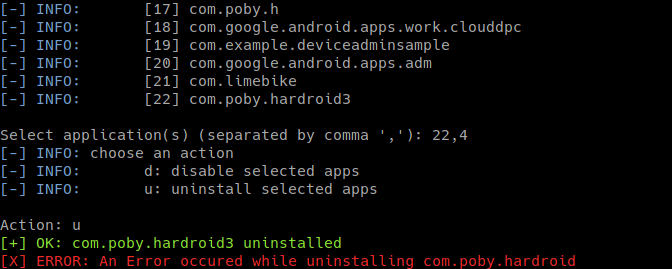 [-] INFO: [17] com.poby.h
[-] INFO: [18] com.google.android.apps.work.clouddpc
[-] INFO: [19] com.example.deviceadminsample
[-] INFO: [20] com.google.android.apps.adm
[-] INFO: [21] com.limebike
[-] INFO: [22] com.poby.hardroid3
Select application(s) (separated by comma ','): 22,4
[-] INFO: choose an action
[-] INFO: d: disable selected apps
[-] INFO: u: uninstall selected apps
Action: u
[+] OK: com.poby.hardroid3 uninstalled
[X] ERROR: An Error occured while uninstalling com.poby.hardroid